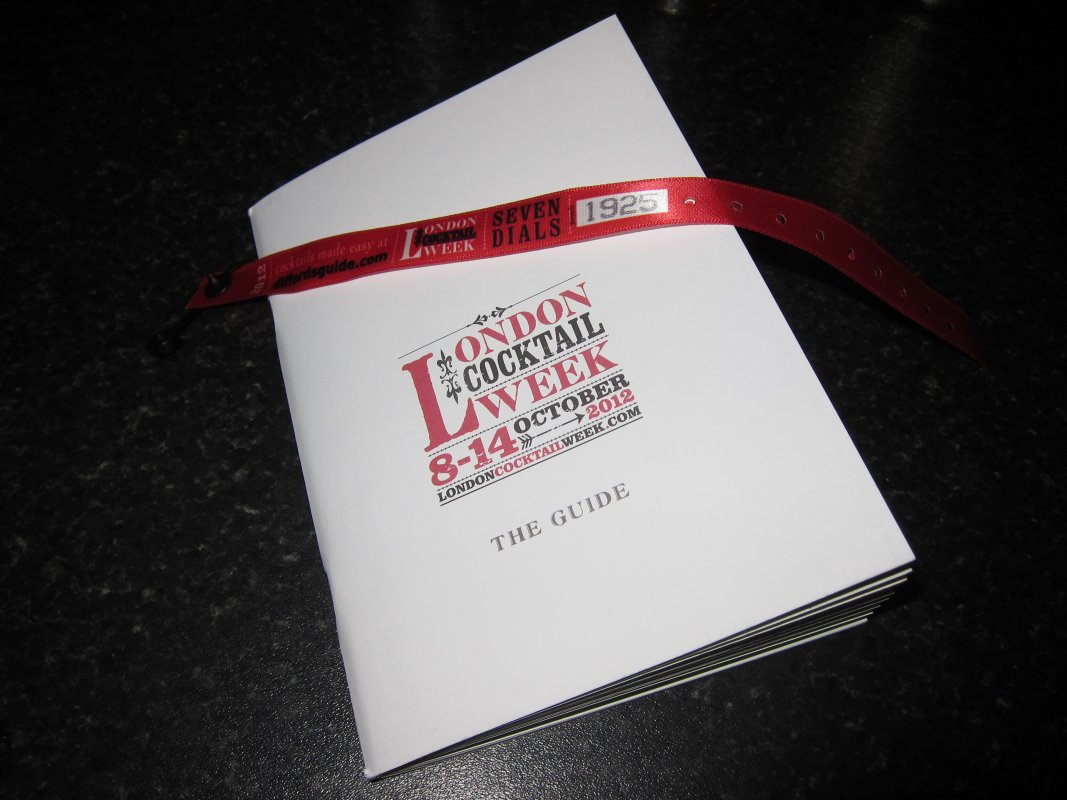 2012
cocktails made easy at
diffordsguide.com
LONDON
COCKTAIL
WEEK
SEVEN
DIALS
1925
LONDON
COCKTAIL
WEEK
8-14 OCTOBER
2012
LONDONCOCKTAILWEEK.COM
THE GUIDE